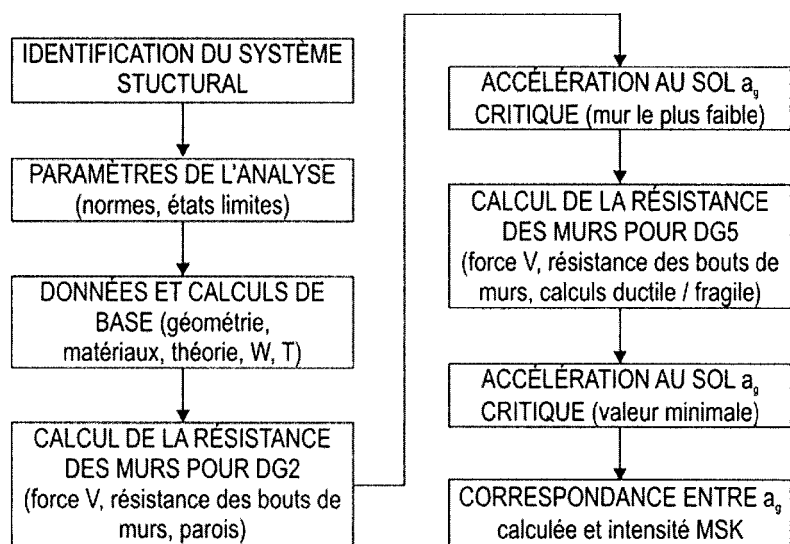 IDENTIFICATION DU SYSTÈME
STUCTURAL
PARAMÈTRES DE L'ANALYSE
(normes, états limites)
DONNÉES ET CALCULS DE
BASE (géométrie,
matériaux, théorie, W, T)
CALCUL DE LA RÉSISTANCE
DES MURS POUR DG2
(force V, résistance des bouts de
murs, parois)
ACCÉLÉRATION AU SOL ag
CRITIQUE (mur le plus faible)
CALCUL DE LA RÉSISTANCE
DES MURS POUR DG5
(force V, résistance des bouts de
murs, calculs ductile / fragile)
ACCÉLÉRATION AU SOL ag
CRITIQUE (valeur minimale)
CORRESPONDANCE ENTRE ag
calculée et intensité MSK